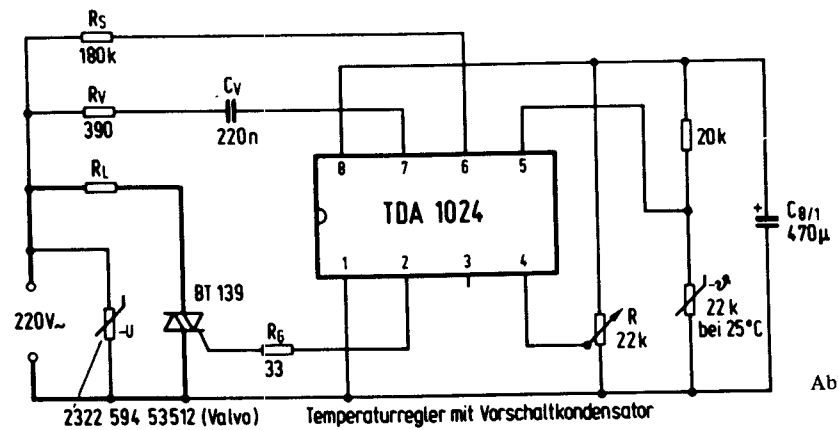 RS
180k
RV
390
CV
220n
RL
8 7 6 5
TDA 1024
1 2 3 4
20k
+
C8/1
470µ
-ϑ
22k
bei 25°C
R
22k
BT 139
RG
33
220V~
-U
2322 594 53512 (Valvo)
Temperaturregler mit Vorschaltkondensator
Ab